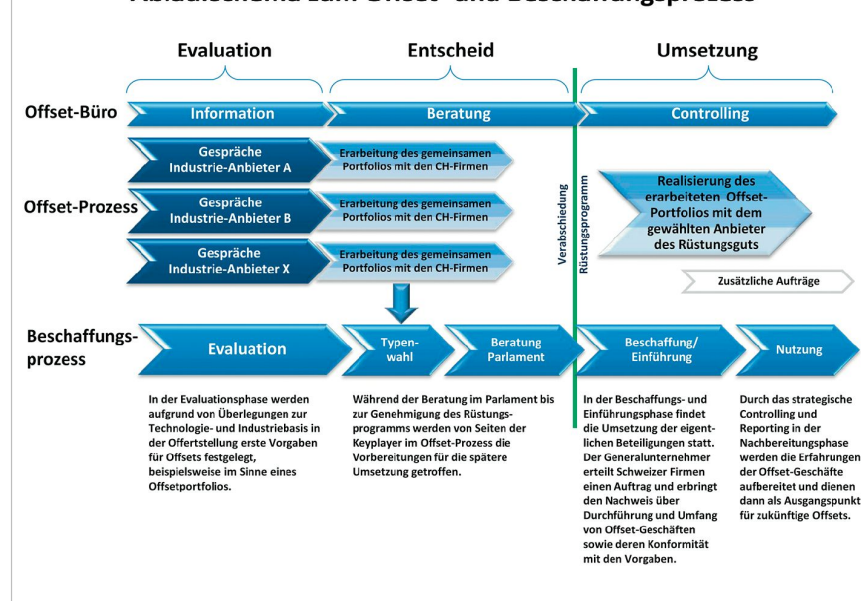 Ablaufschema zum Offset- und Beschaffungsprozess
Evaluation
Entscheid
Umsetzung
Offset-Büro
Information
Beratung
Controlling
Offset-Prozess
Gespräche
Industrie-Anbieter A
Erarbeitung des gemeinsamen
Portfolios mit den CH-Firmen
Gespräche
Industrie-Anbieter B
Erarbeitung des gemeinsamen
Portfolios mit den CH-Firmen
Gespräche
Industrie-Anbieter X
Erarbeitung des gemeinsamen
Portfolios mit den CH-Firmen
Verabschiedung
Rüstungsprogramm
Realisierung des
erarbeiteten Offset-
Portfolios mit dem
gewählten Anbieter
des Rüstungsguts
Zusätzliche Aufträge
Beschaffungs-
prozess
Evaluation
Typen-
wahl
Beratung
Parlament
Beschaffung/
Einführung
Nutzung
In der Evaluationsphase werden
aufgrund von Überlegungen zur
Technologie- und Industriebasis in
der Offertstellung erste Vorgaben
für Offsets festgelegt,
beispielsweise im Sinne eines
Offsetportfolios.
Während der Beratung im Parlament bis
zur Genehmigung des Rüstungs-
programms werden von Seiten der
Keyplayer im Offset-Prozess die
Vorbereitungen für die spätere
Umsetzung getroffen.
In der Beschaffungs- und
Einführungsphase findet
die Umsetzung der eigent-
lichen Beteiligungen statt.
Der Generalunternehmer
erteilt Schweizer Firmen
einen Auftrag und erbringt
den Nachweis über
Durchführung und Umfang
von Offset-Geschäften
sowie deren Konformität
mit den Vorgaben.
Durch das strategische
Controlling und
Reporting in der
Nachbereitungsphase
werden die Erfahrungen
der Offset-Geschäfte
aufbereitet und dienen
dann als Ausgangspunkt
für zukünftige Offsets.